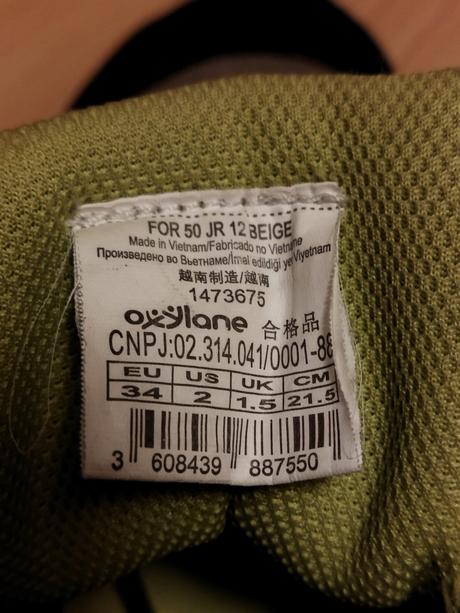 FOR 50 JR 12 BEIGE
Made in Vietnam/Fabricado no Vietname
Произведено во Вьетнаме/İmal edildiği yer Viyetnam
越南制造/越南
1473675
oxylane 合格品
CNPJ:02.314.041/0001-88
EU US UK CM
34 2 1.5 21.5
3 608439 887550